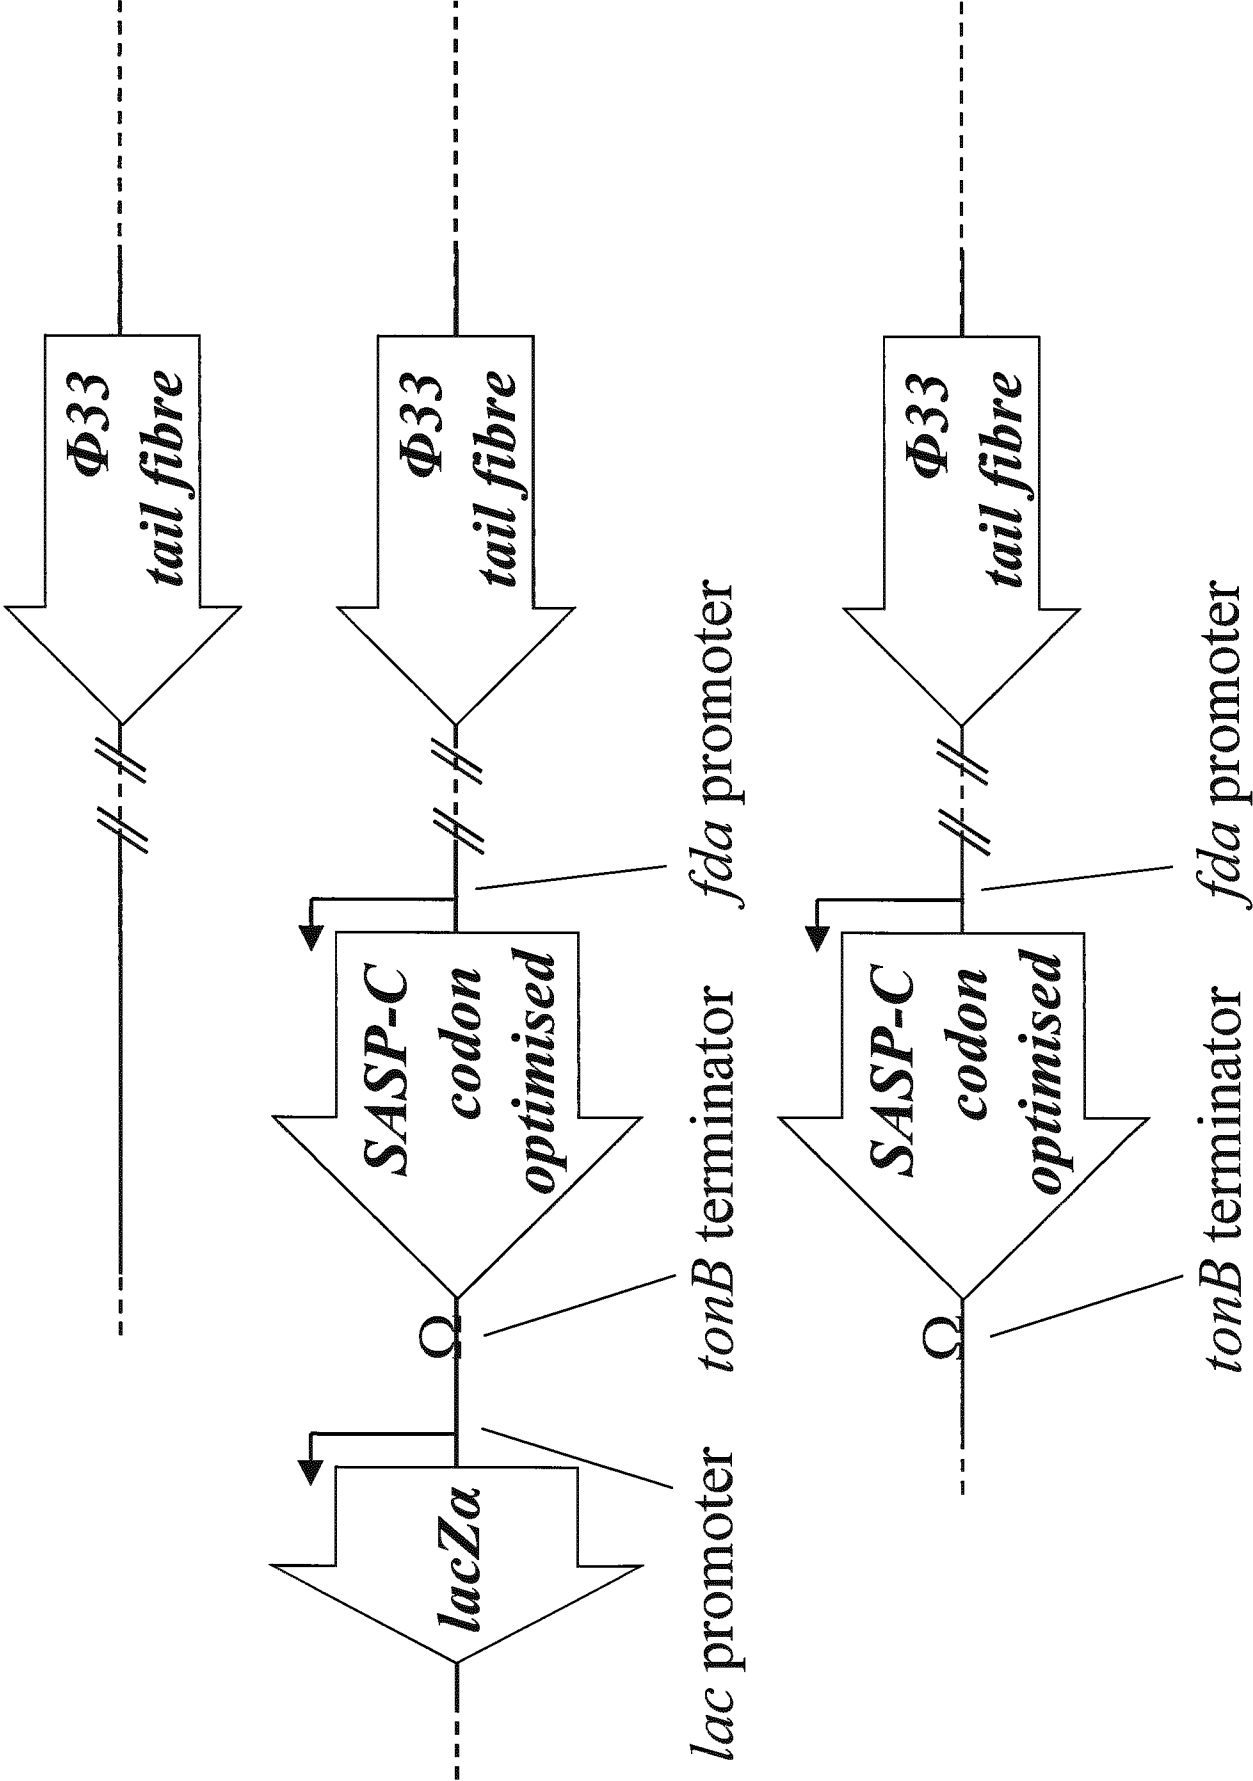 Φ33
tail fibre
lacZα
SASP-C
codon
optimised
Φ33
tail fibre
Ω
lac promoter
tonB terminator
fda promoter
SASP-C
codon
optimised
Φ33
tail fibre
Ω
tonB terminator
fda promoter